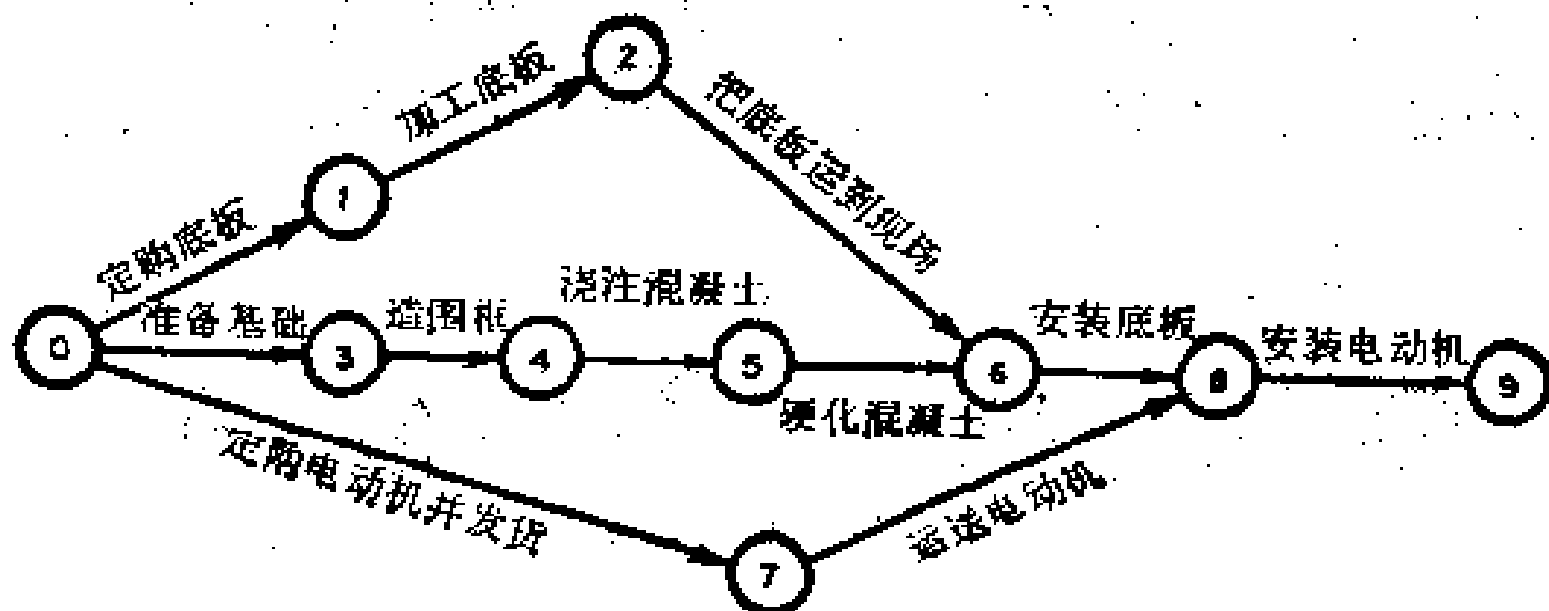 2
加工底板
把底板运到现场
1
定购底板
浇注混凝土
准备基础
造围框
安装底板
安装电动机
0
3
4
5
6
8
9
硬化混凝土
定购电动机并发货
运送电动机
7